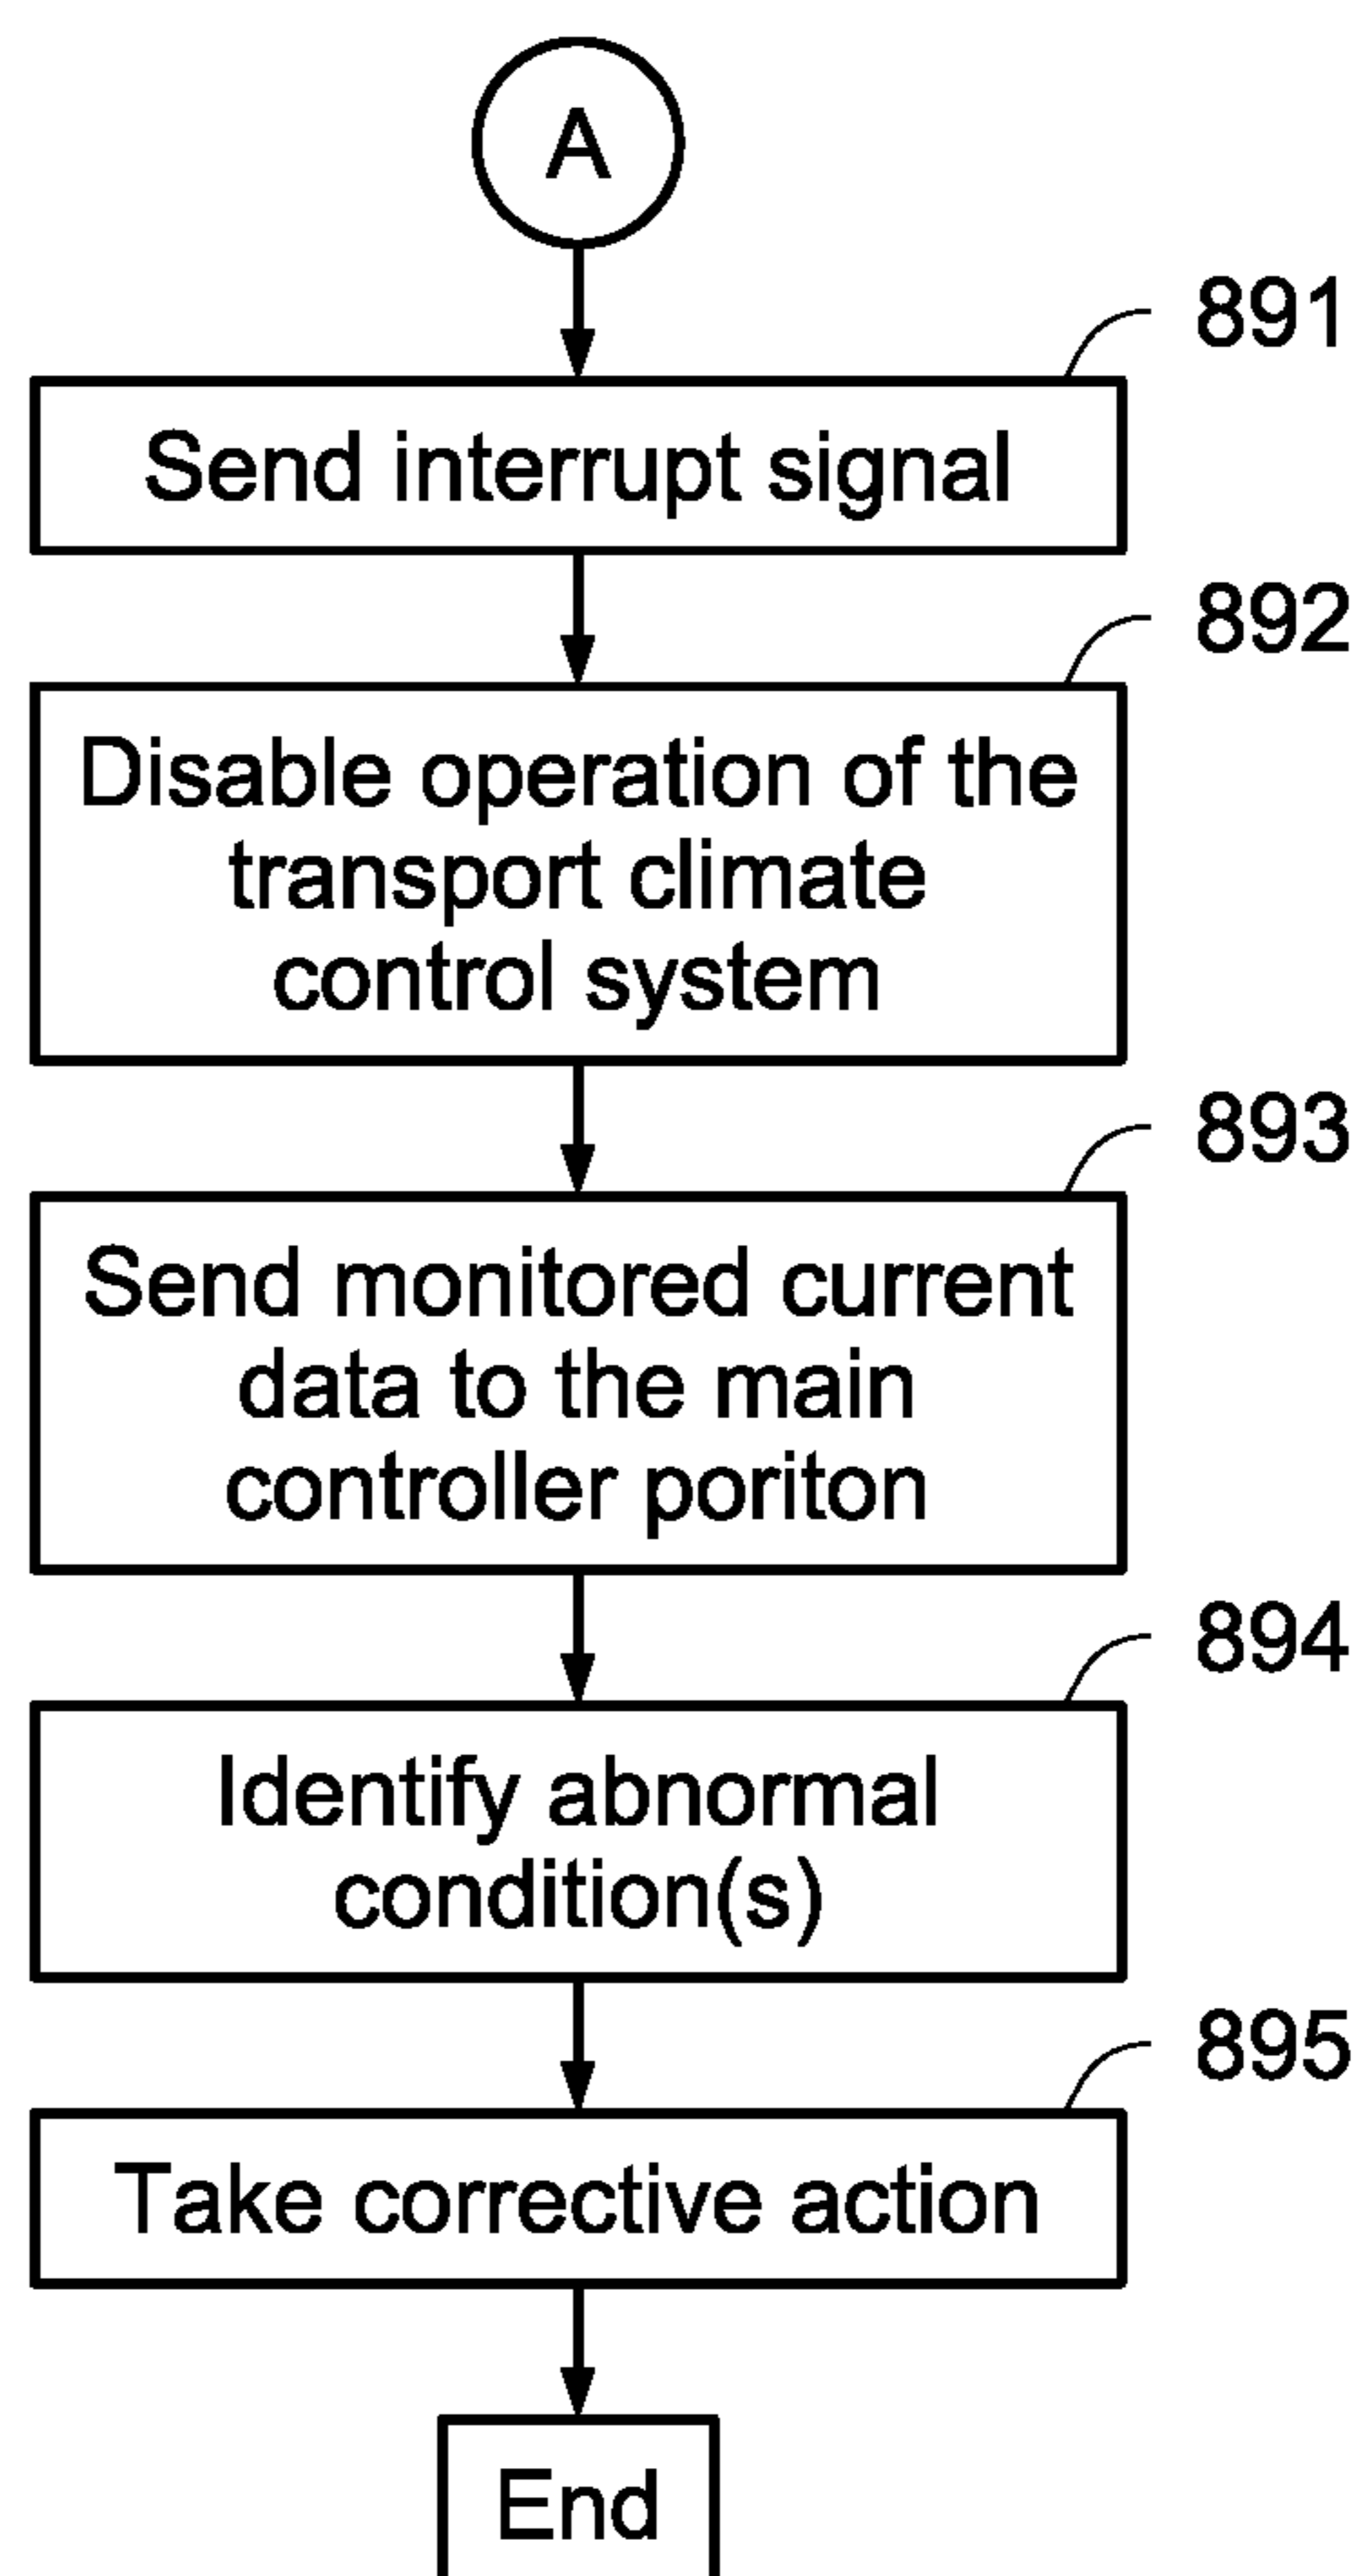 A
891
Send interrupt signal
892
Disable operation of the
transport climate
control system
893
Send monitored current
data to the main
controller poriton
894
Identify abnormal
condition(s)
895
Take corrective action
End